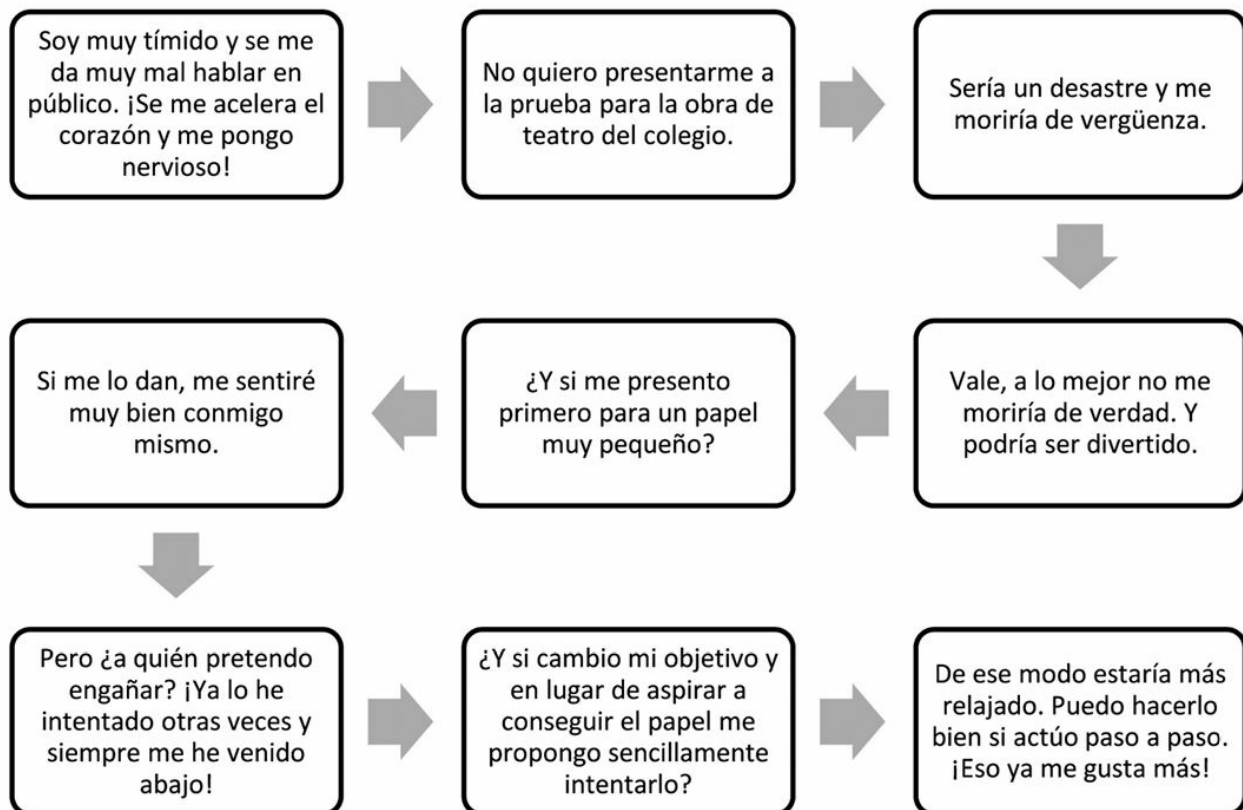 Soy muy tímido y se me
da muy mal hablar en
público. ¡Se me acelera el
corazón y me pongo
nervioso!
No quiero presentarme a
la prueba para la obra de
teatro del colegio.
Sería un desastre y me
moriría de vergüenza.
Vale, a lo mejor no me
moriría de verdad. Y
podría ser divertido.
¿Y si me presento
primero para un papel
muy pequeño?
Si me lo dan, me sentiré
muy bien conmigo
mismo.
Pero ¿a quién pretendo
engañar? ¡Ya lo he
intentado otras veces y
siempre me he venido
abajo!
¿Y si cambio mi objetivo y
en lugar de aspirar a
conseguir el papel me
propongo sencillamente
intentarlo?
De ese modo estaría más
relajado. Puedo hacerlo
bien si actúo paso a paso.
¡Eso ya me gusta más!